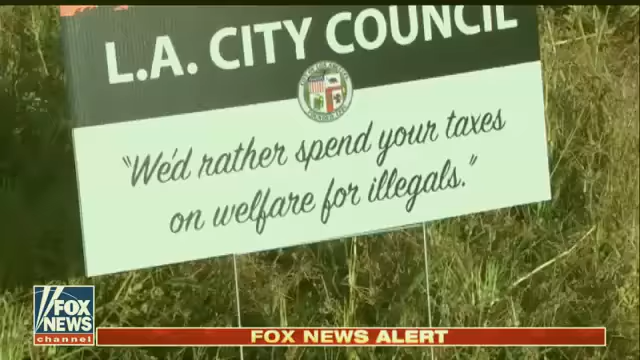 L.A. CITY COUNCIL
"We'd rather spend your taxes
on welfare for illegals."
FOX
NEWS
channel
FOX NEWS ALERT